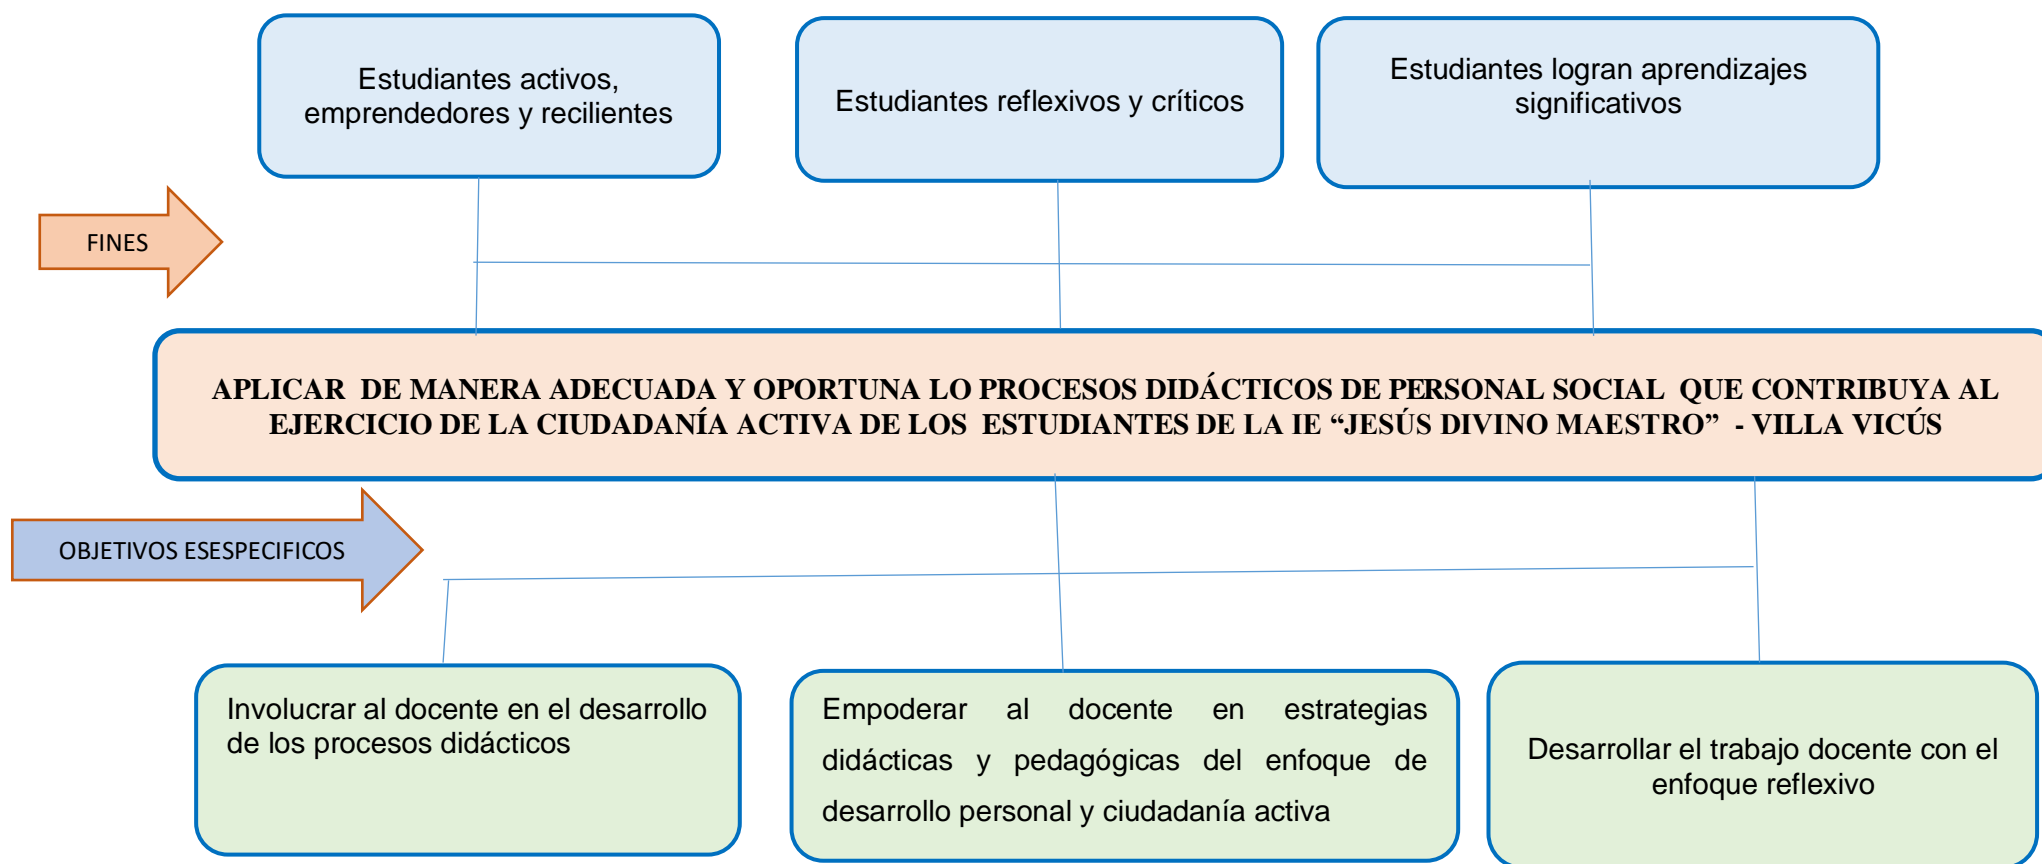 Estudiantes activos,
emprendedores y recilientes
Estudiantes reflexivos y críticos
Estudiantes logran aprendizajes
significativos
FINES
APLICAR DE MANERA ADECUADA Y OPORTUNA LO PROCESOS DIDÁCTICOS DE PERSONAL SOCIAL QUE CONTRIBUYA AL
EJERCICIO DE LA CIUDADANÍA ACTIVA DE LOS ESTUDIANTES DE LA IE “JESÚS DIVINO MAESTRO” - VILLA VICÚS
OBJETIVOS ESESPECIFICOS
Involucrar al docente en el desarrollo
de los procesos didácticos
Empoderar al docente en estrategias
didácticas y pedagógicas del enfoque de
desarrollo personal y ciudadanía activa
Desarrollar el trabajo docente con el
enfoque reflexivo